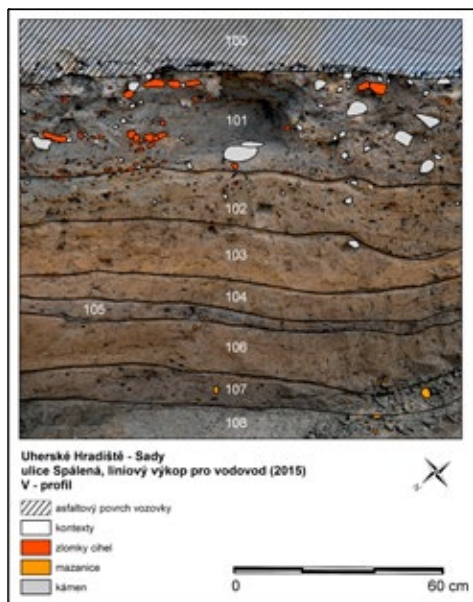 100
101
102
103
104
105
106
107
108
Uherské Hradiště - Sady
ulice Spálená, liniový výkop pro vodovod (2015)
V - profil
asfaltový povrch vozovky
kontexty
zlomky cihel
mazanice
kámen
0 60 cm